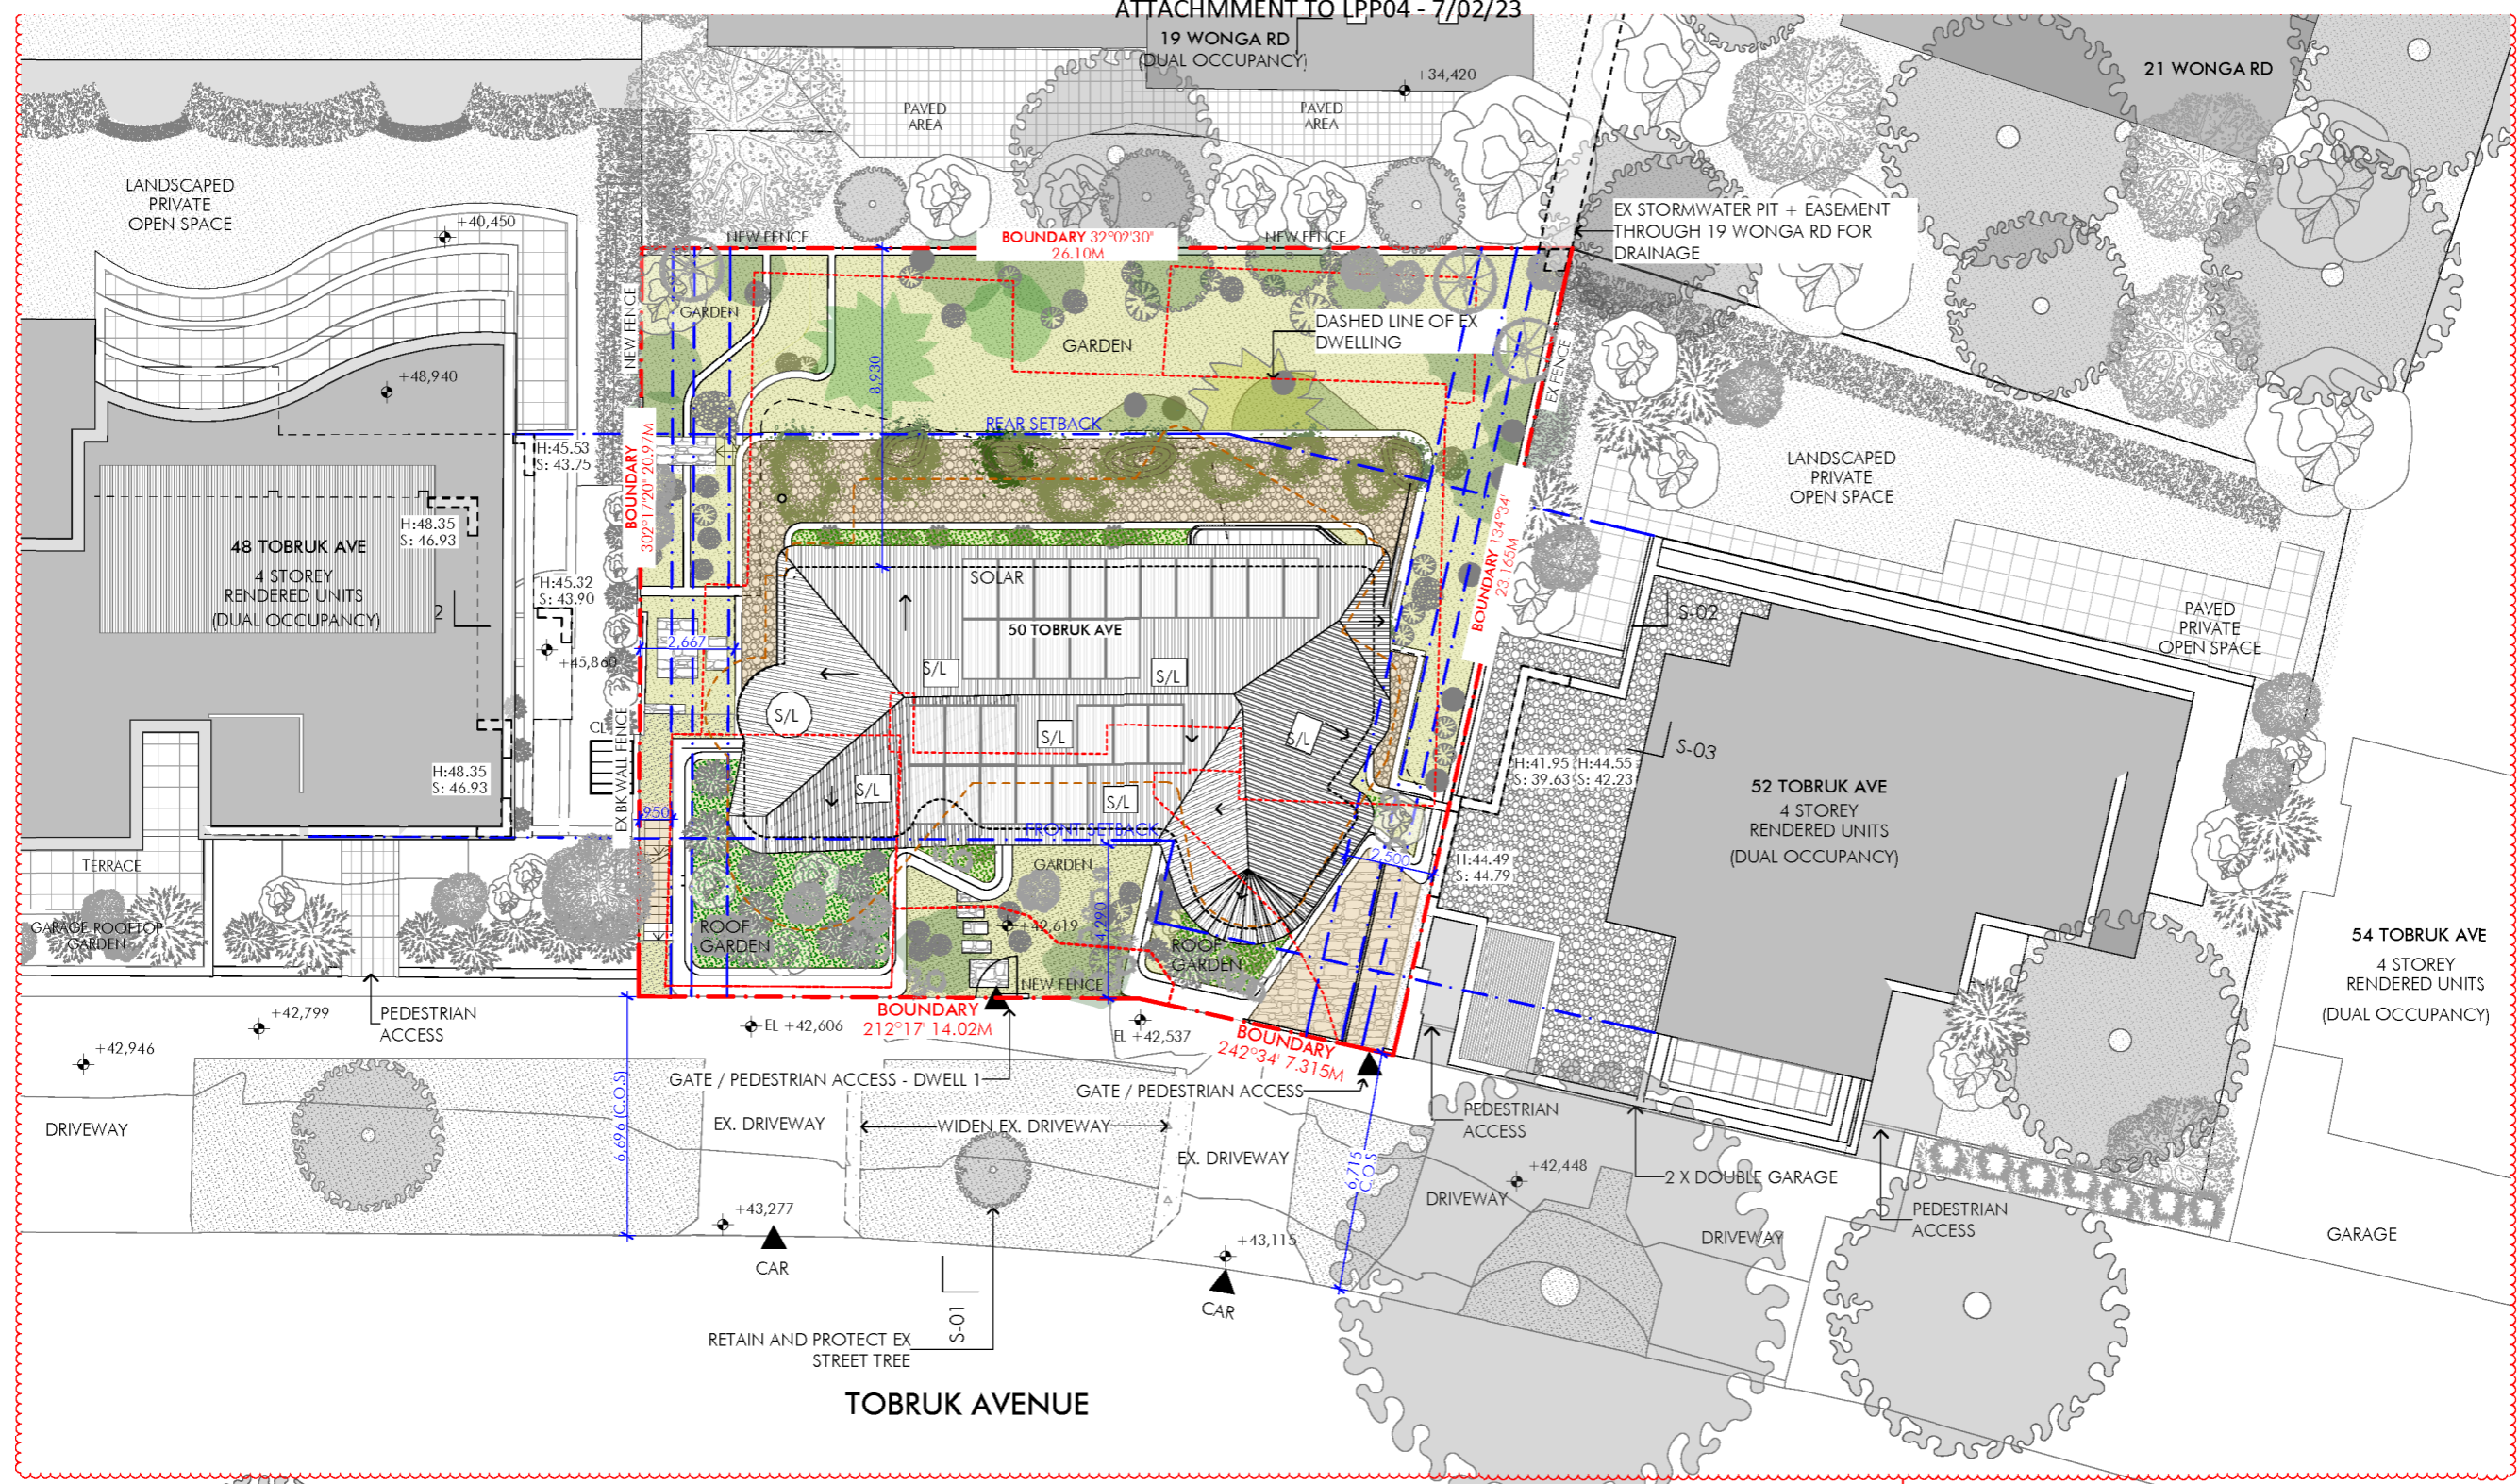 ATTACHMMENT TO LPP04 - 7/02/23
19 WONGA RD
(DUAL OCCUPANCY)
+34,420
21 WONGA RD
PAVED
AREA
PAVED
AREA
LANDSCAPED
PRIVATE
OPEN SPACE
+40,450
EX STORMWATER PIT + EASEMENT
THROUGH 19 WONGA RD FOR
DRAINAGE
NEW FENCE
BOUNDARY 32°02'30"
26.10M
NEW FENCE
NEW FENCE
GARDEN
DASHED LINE OF EX
DWELLING
GARDEN
EX FENCE
+48,940
8,930
REAR SETBACK
BOUNDARY
302°17'20" 20.97M
H:45.53
S: 43.75
LANDSCAPED
PRIVATE
OPEN SPACE
H:48.35
S: 46.93
48 TOBRUK AVE
4 STOREY
RENDERED UNITS
(DUAL OCCUPANCY)
H:45.32
S: 43.90
2
+45,860
SOLAR
50 TOBRUK AVE
BOUNDARY 134°34'
23.165M
S-02
PAVED
PRIVATE
OPEN SPACE
2,667
S/L
S/L
S/L
S/L
S/L
S/L
S/L
CL
EX BK WALL FENCE
S-03
H:48.35
S: 46.93
H:41.95
S: 39.63
H:44.55
S: 42.23
52 TOBRUK AVE
4 STOREY
RENDERED UNITS
(DUAL OCCUPANCY)
950
FRONT SETBACK
TERRACE
GARDEN
2,500
H:44.49
S: 44.79
GARAGE ROOFTOP
GARDEN
ROOF
GARDEN
+42,619
4,290
ROOF
GARDEN
54 TOBRUK AVE
4 STOREY
RENDERED UNITS
(DUAL OCCUPANCY)
NEW FENCE
+42,799
PEDESTRIAN
ACCESS
EL +42,606
BOUNDARY
212°17' 14.02M
EL +42,537
BOUNDARY
242°34' 7.315M
+42,946
GATE / PEDESTRIAN ACCESS - DWELL 1
GATE / PEDESTRIAN ACCESS
PEDESTRIAN
ACCESS
DRIVEWAY
6,696 (C.O.S)
EX. DRIVEWAY
WIDEN EX. DRIVEWAY
EX. DRIVEWAY
6,715
C.O.S
+42,448
DRIVEWAY
2 X DOUBLE GARAGE
DRIVEWAY
PEDESTRIAN
ACCESS
GARAGE
+43,277
CAR
+43,115
CAR
S-01
RETAIN AND PROTECT EX
STREET TREE
TOBRUK AVENUE